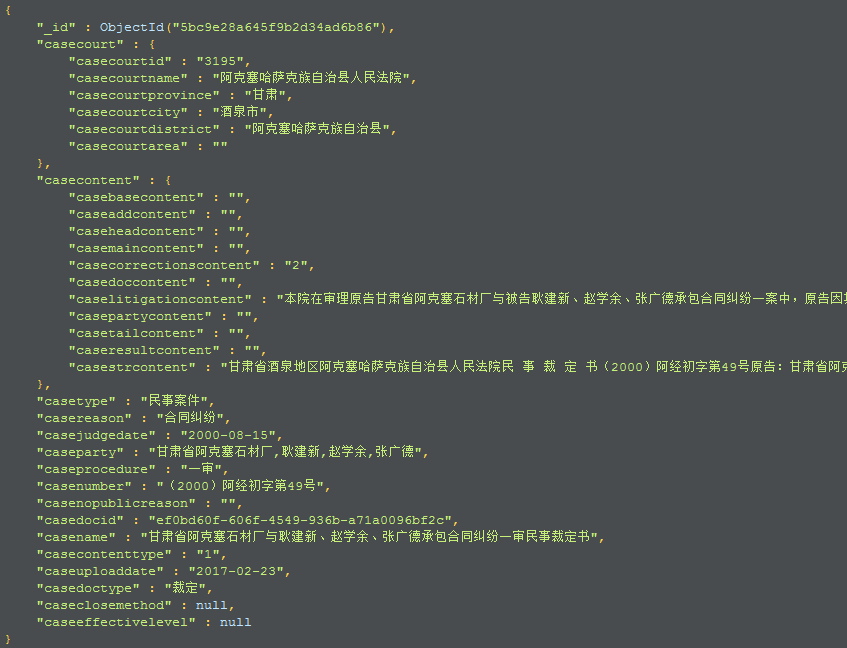 {
    "_id" : ObjectId("5bc9e28a645f9b2d34ad6b86"),
    "casecourt" : {
        "casecourtid" : "3195",
        "casecourtname" : "阿克塞哈萨克族自治县人民法院",
        "casecourtprovince" : "甘肃",
        "casecourtcity" : "酒泉市",
        "casecourtdistrict" : "阿克塞哈萨克族自治县",
        "casecourtarea" : ""
    },
    "casecontent" : {
        "casebasecontent" : "",
        "caseaddcontent" : "",
        "caseheadcontent" : "",
        "casemaincontent" : "",
        "casecorrectionscontent" : "2",
        "casedoccontent" : "",
        "caselitigationcontent" : "本院在审理原告甘肃省阿克塞石材厂与被告耿建新、赵学余、张广德承包合同纠纷一案中，原告因
        "casepartycontent" : "",
        "casetailcontent" : "",
        "caseresultcontent" : "",
        "casestrcontent" : "甘肃省酒泉地区阿克塞哈萨克族自治县人民法院民 事 裁 定 书（2000）阿经初字第49号原告：甘肃省阿克
    },
    "casetype" : "民事案件",
    "casereason" : "合同纠纷",
    "casejudgedate" : "2000-08-15",
    "caseparty" : "甘肃省阿克塞石材厂,耿建新,赵学余,张广德",
    "caseprocedure" : "一审",
    "casenumber" : "（2000）阿经初字第49号",
    "casenopublicreason" : "",
    "casedocid" : "ef0bd60f-606f-4549-936b-a71a0096bf2c",
    "casename" : "甘肃省阿克塞石材厂与耿建新、赵学余、张广德承包合同纠纷一审民事裁定书",
    "casecontenttype" : "1",
    "caseuploaddate" : "2017-02-23",
    "casedoctype" : "裁定",
    "caseclosemethod" : null,
    "caseeffectivelevel" : null
}